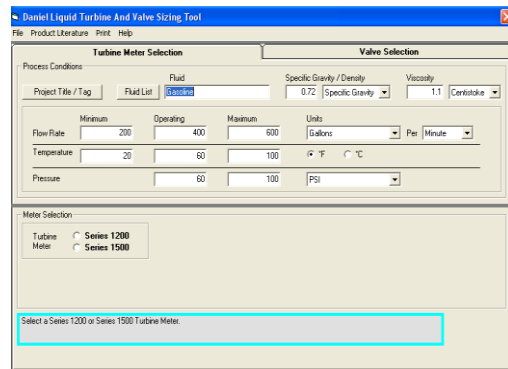 Daniel Liquid Turbine And Valve Sizing Tool
File Product Literature Print Help
Turbine Meter Selection Valve Selection
Process Conditions
Fluid Specific Gravity / Density Viscosity
Project Title / Tag Fluid List Gasoline 0.72 Specific Gravity 1.1 Centistoke
Minimum Operating Maximum Units
Flow Rate 200 400 600 Gallons Per Minute
Temperature 20 60 100 °F °C
Pressure 60 100 PSI
Meter Selection
Turbine Meter Series 1200
Series 1500
Select a Series 1200 or Series 1500 Turbine Meter.